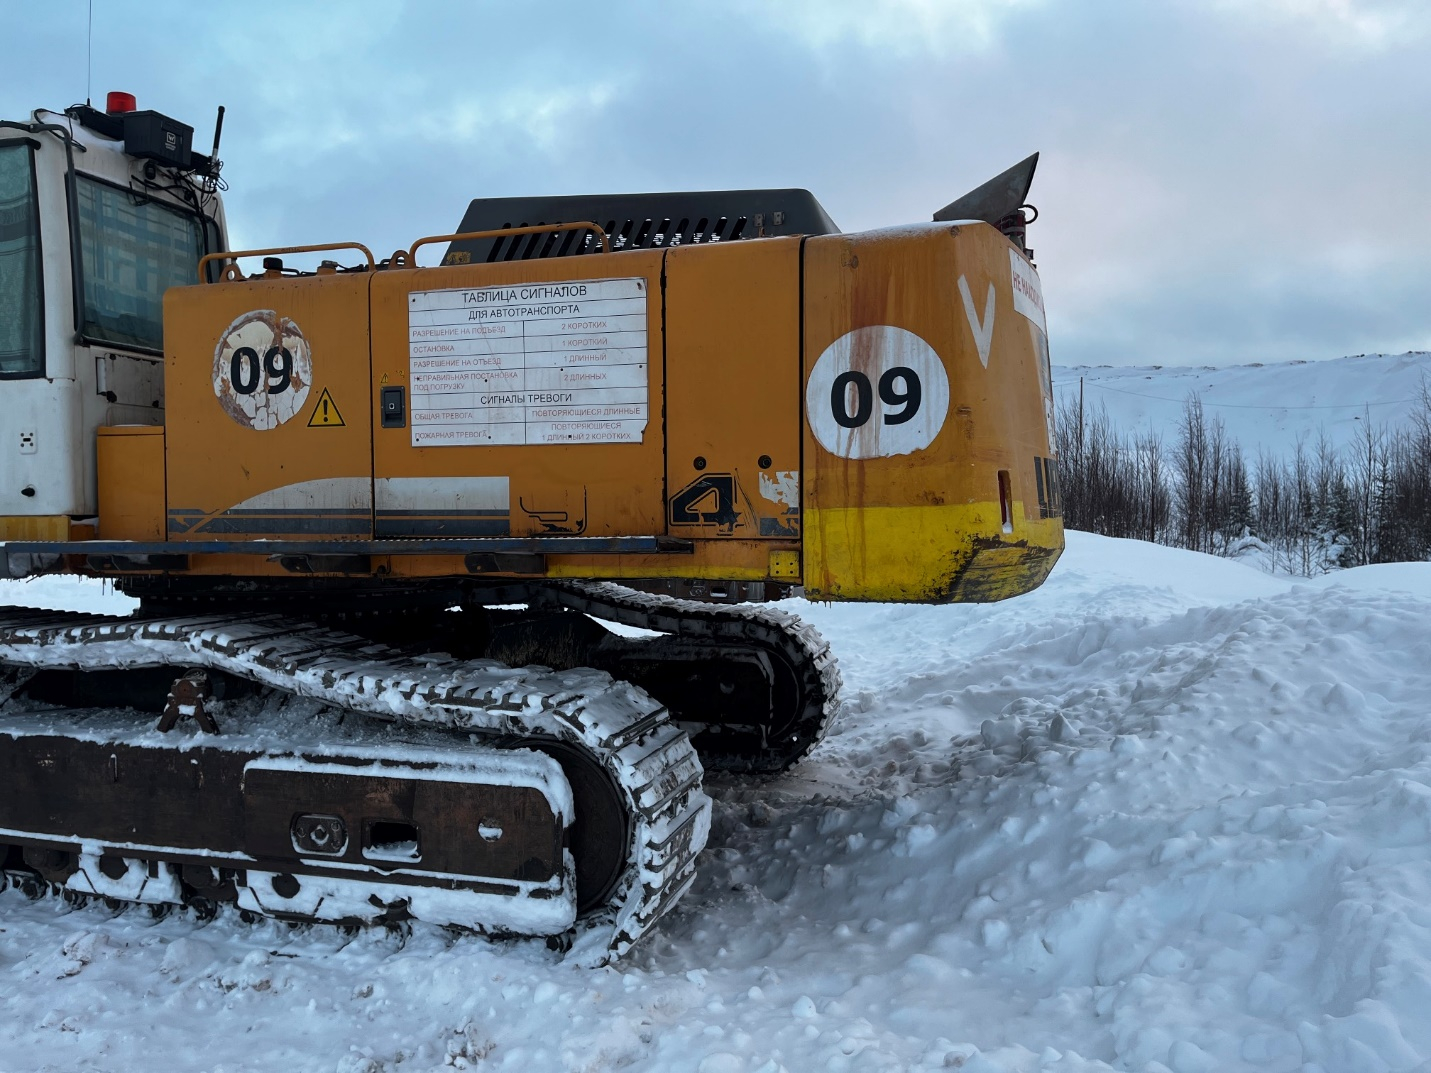 09
ТАБЛИЦА СИГНАЛОВ
ДЛЯ АВТОТРАНСПОРТА
РАЗРЕШЕНИЕ НА ПОДЪЕЗД 2 КОРОТКИХ
ОСТАНОВКА 1 КОРОТКИЙ
РАЗРЕШЕНИЕ НА ОТЪЕЗД 1 ДЛИННЫЙ
НЕПРАВИЛЬНАЯ ПОСТАНОВКА 2 ДЛИННЫХ
ПОД ПОГРУЗКУ
СИГНАЛЫ ТРЕВОГИ
ОБЩАЯ ТРЕВОГА ПОВТОРЯЮЩИЕСЯ ДЛИННЫЕ
ПОЖАРНАЯ ТРЕВОГА ПОВТОРЯЮЩИЕСЯ
1 ДЛИННЫЙ 2 КОРОТКИХ
09
V
НЕ
4